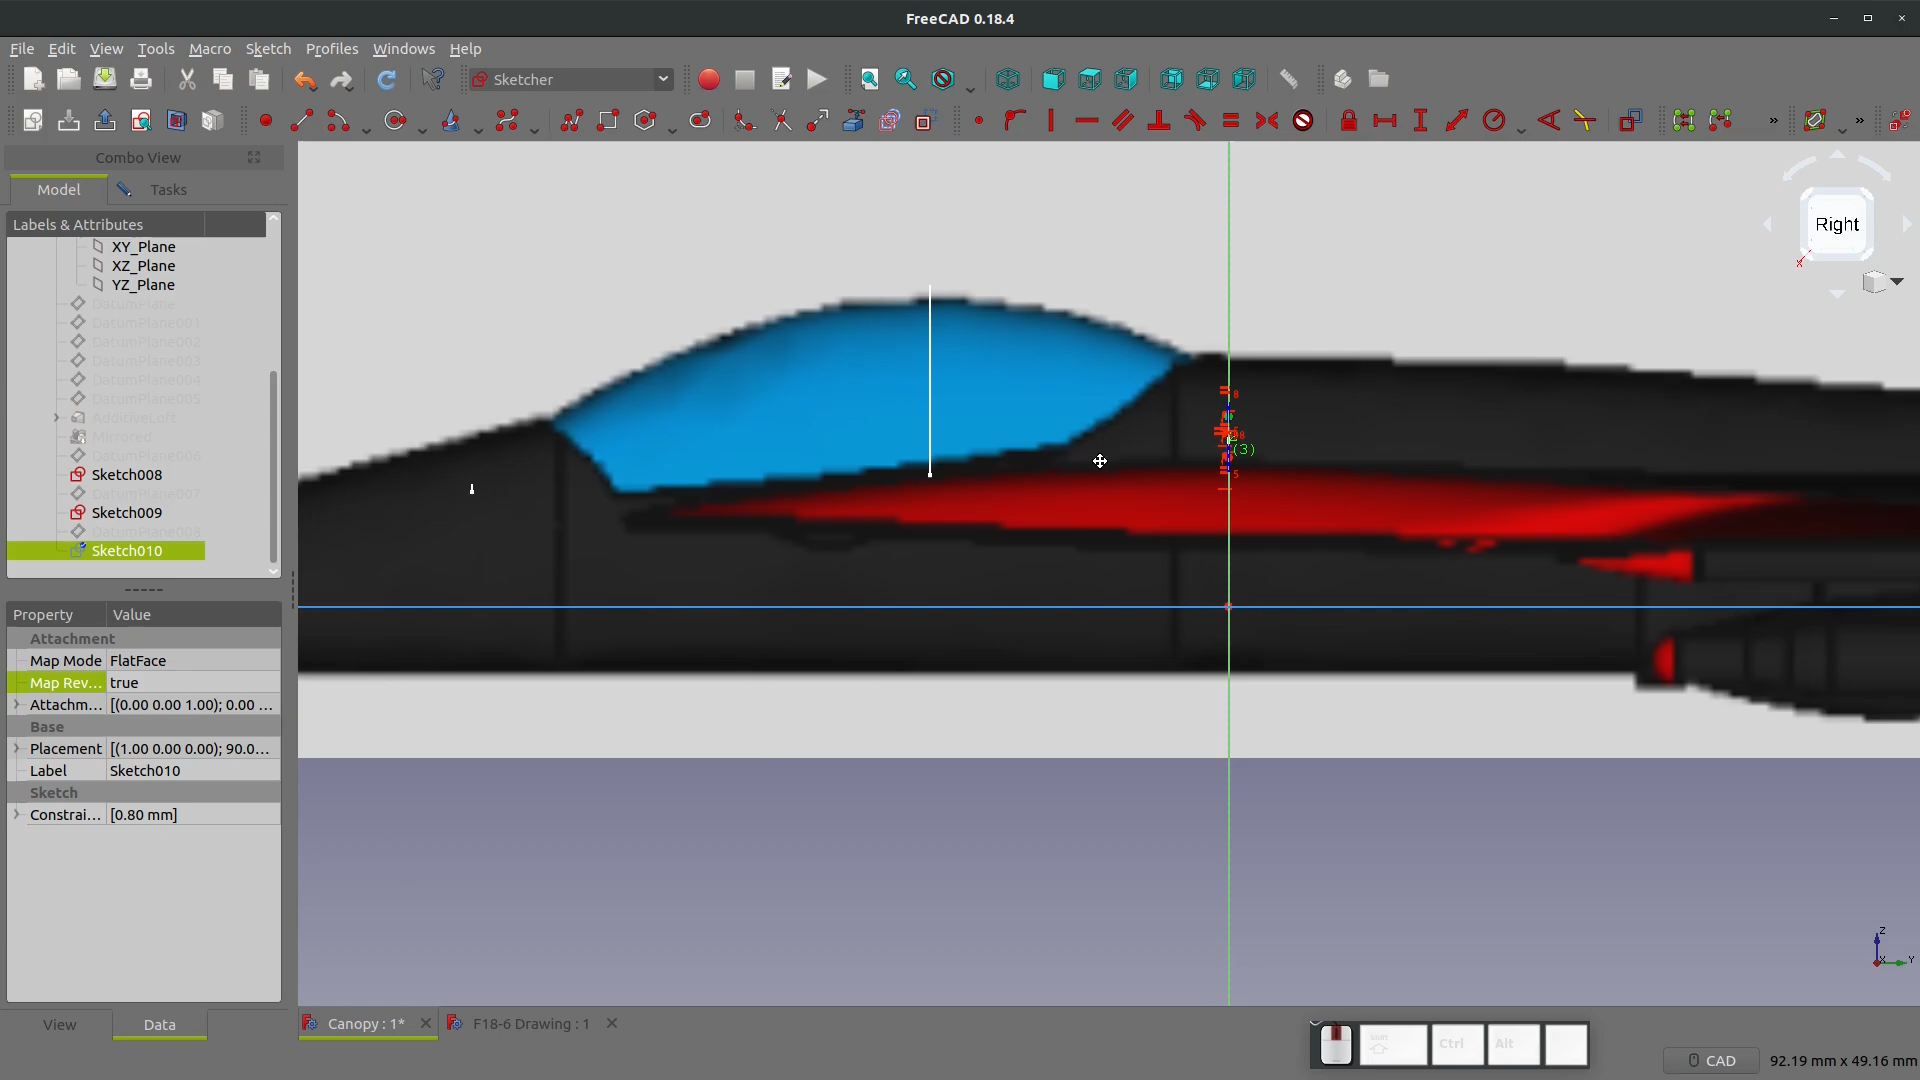 FreeCAD 0.18.4
File Edit View Tools Macro Sketch Profiles Windows Help
Sketcher
» »
Combo View
Model Tasks
Labels & Attributes
XY_Plane
XZ_Plane
YZ_Plane
DatumPlane
DatumPlane001
DatumPlane002
DatumPlane003
DatumPlane004
DatumPlane005
AdditiveLoft
Mirrored
DatumPlane006
Sketch008
DatumPlane007
Sketch009
DatumPlane008
Sketch010
Property Value
Attachment
Map Mode FlatFace
Map Rev... true
Attachm... [(0.00 0.00 1.00); 0.00 ...
Base
Placement [(1.00 0.00 0.00); 90.0...
Label Sketch010
Sketch
Constrai... [0.80 mm]
View Data
Right
X
8
(3)
5
Z
X Y
Canopy : 1*
F18-6 Drawing : 1
Shift Ctrl Alt
CAD 92.19 mm x 49.16 mm